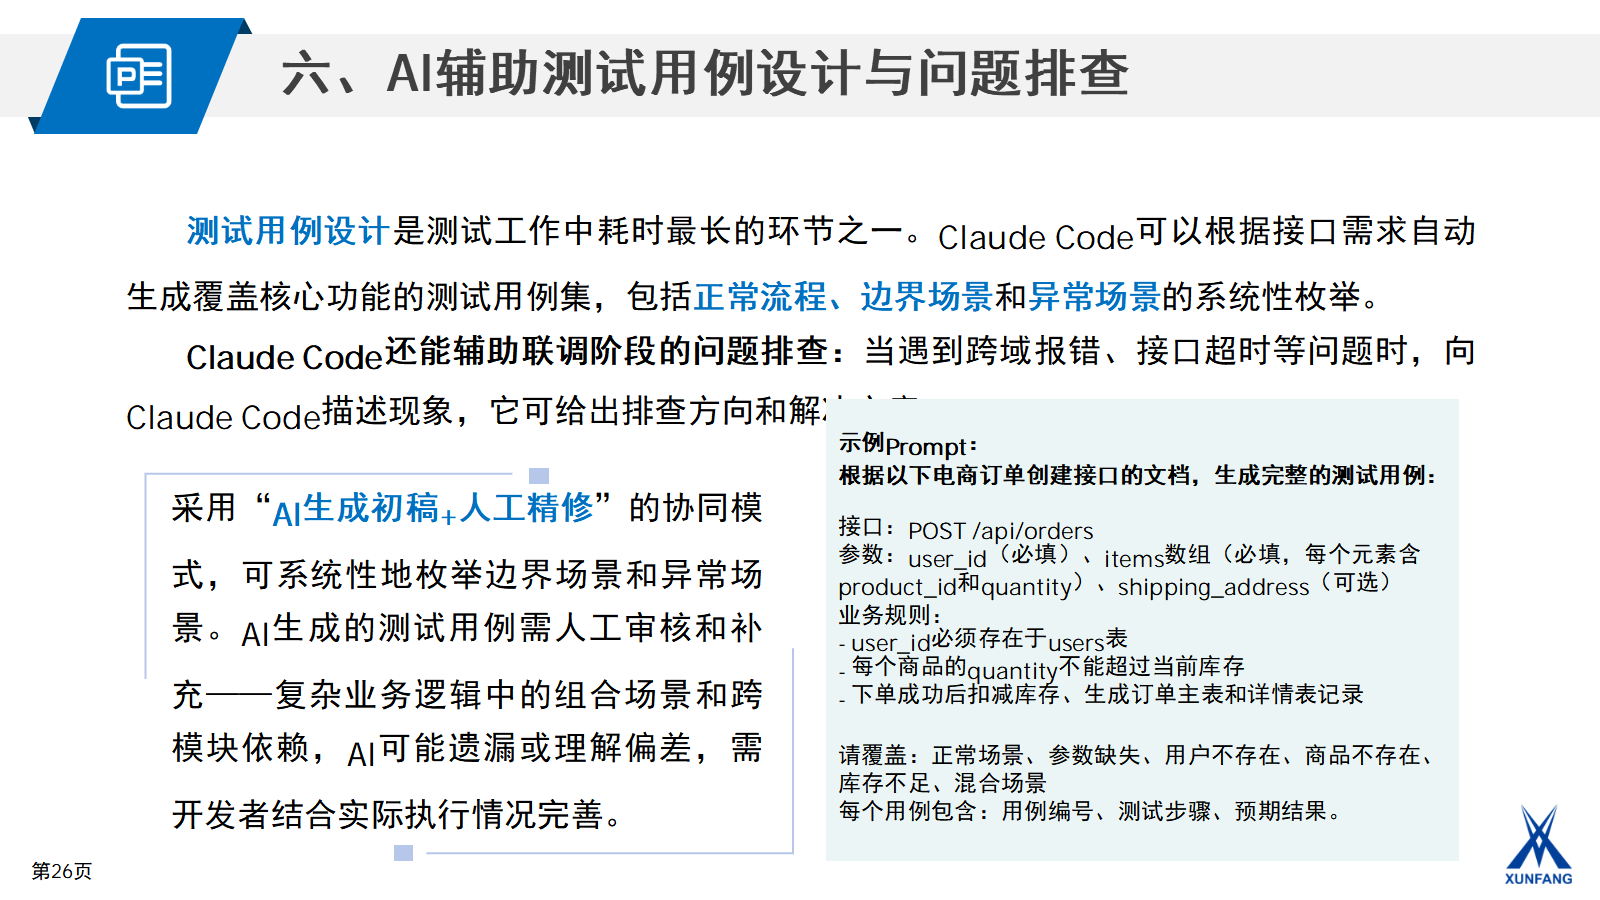 六、AI辅助测试用例设计与问题排查
测试用例设计是测试工作中耗时最长的环节之一。Claude Code可以根据接口需求自动
生成覆盖核心功能的测试用例集，包括正常流程、边界场景和异常场景的系统性枚举。
Claude Code还能辅助联调阶段的问题排查：当遇到跨域报错、接口超时等问题时，向
Claude Code描述现象，它可给出排查方向和解
采用“AI生成初稿+人工精修”的协同模
式，可系统性地枚举边界场景和异常场
景。AI生成的测试用例需人工审核和补
充——复杂业务逻辑中的组合场景和跨
模块依赖，AI可能遗漏或理解偏差，需
开发者结合实际执行情况完善。
示例Prompt：
根据以下电商订单创建接口的文档，生成完整的测试用例：
接口：POST /api/orders
参数：user_id（必填）、items数组（必填，每个元素含
product_id和quantity）、shipping_address（可选）
业务规则：
- user_id必须存在于users表
- 每个商品的quantity不能超过当前库存
- 下单成功后扣减库存、生成订单主表和详情表记录
请覆盖：正常场景、参数缺失、用户不存在、商品不存在、
库存不足、混合场景
每个用例包含：用例编号、测试步骤、预期结果。
第26页
XUNFANG